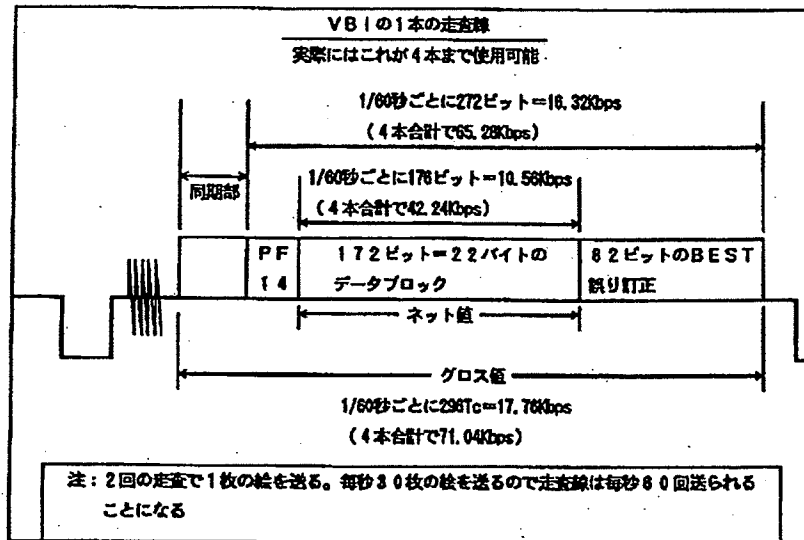 VBIの1本の走査線
実際にはこれが4本まで使用可能
1/60秒ごとに272ビット=16.32Kbps
(4本合計で65.28Kbps)
同期部
1/60秒ごとに176ビット=10.56Kbps
(4本合計で42.24Kbps)
PF
14
172ビット=22バイトの
データブロック
82ビットのBEST
誤り訂正
ネット値
グロス値
1/60秒ごとに296Tc=17.76Kbps
(4本合計で71.04Kbps)
注:2回の走査で1枚の絵を送る。毎秒30枚の絵を送るので走査線は毎秒60回送られる
ことになる